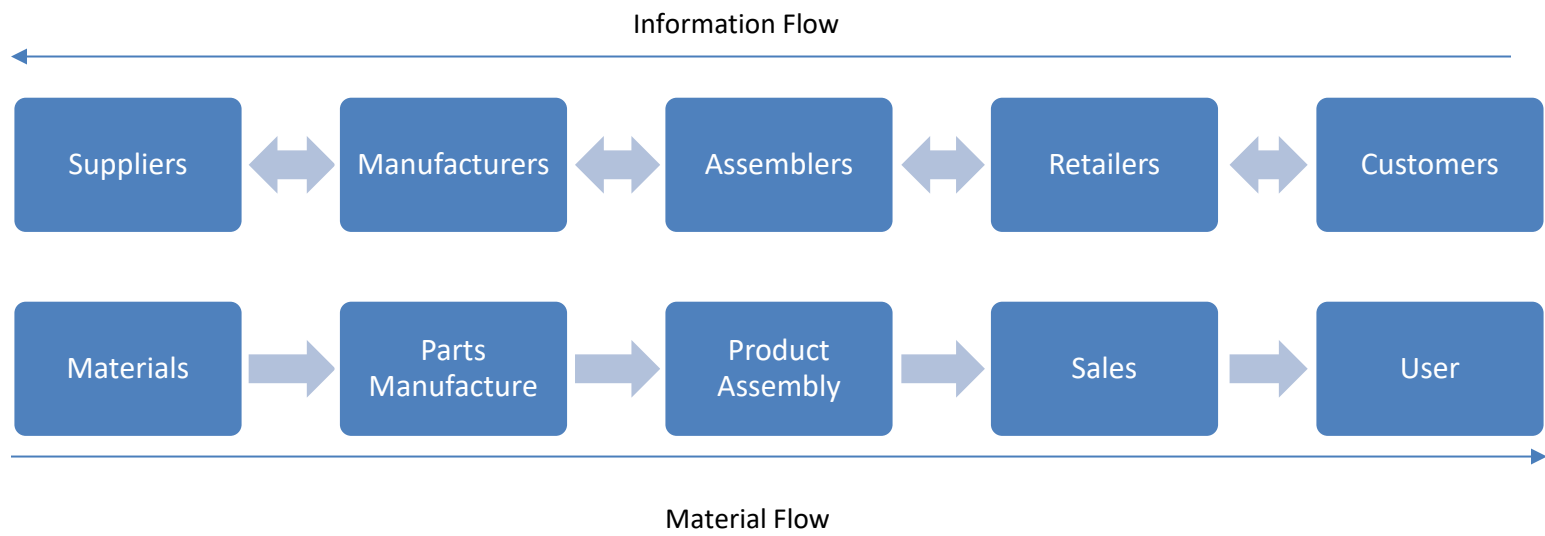 Information Flow
Suppliers
Manufacturers
Assemblers
Retailers
Customers
Materials
Parts
Manufacture
Product
Assembly
Sales
User
Material Flow